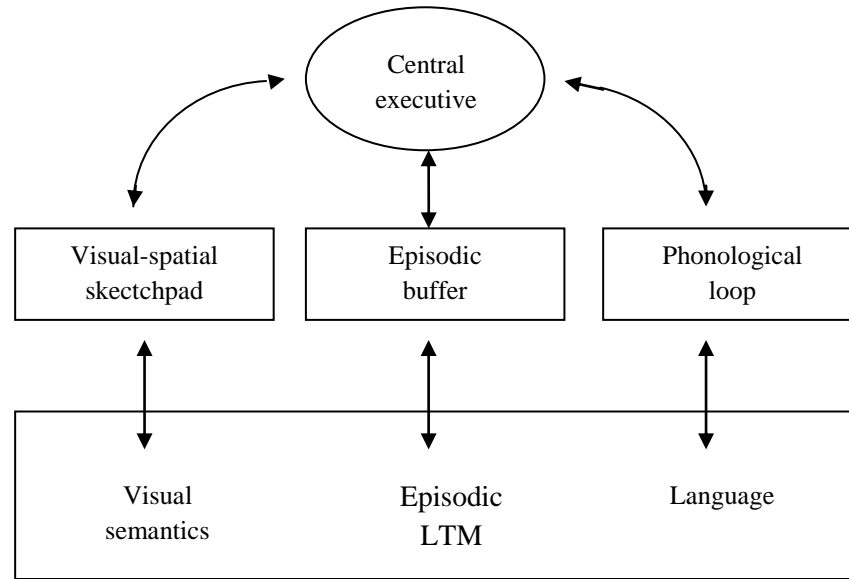 Central
executive
Visual-spatial
skectchpad
Episodic
buffer
Phonological
loop
Visual
semantics
Episodic
LTM
Language